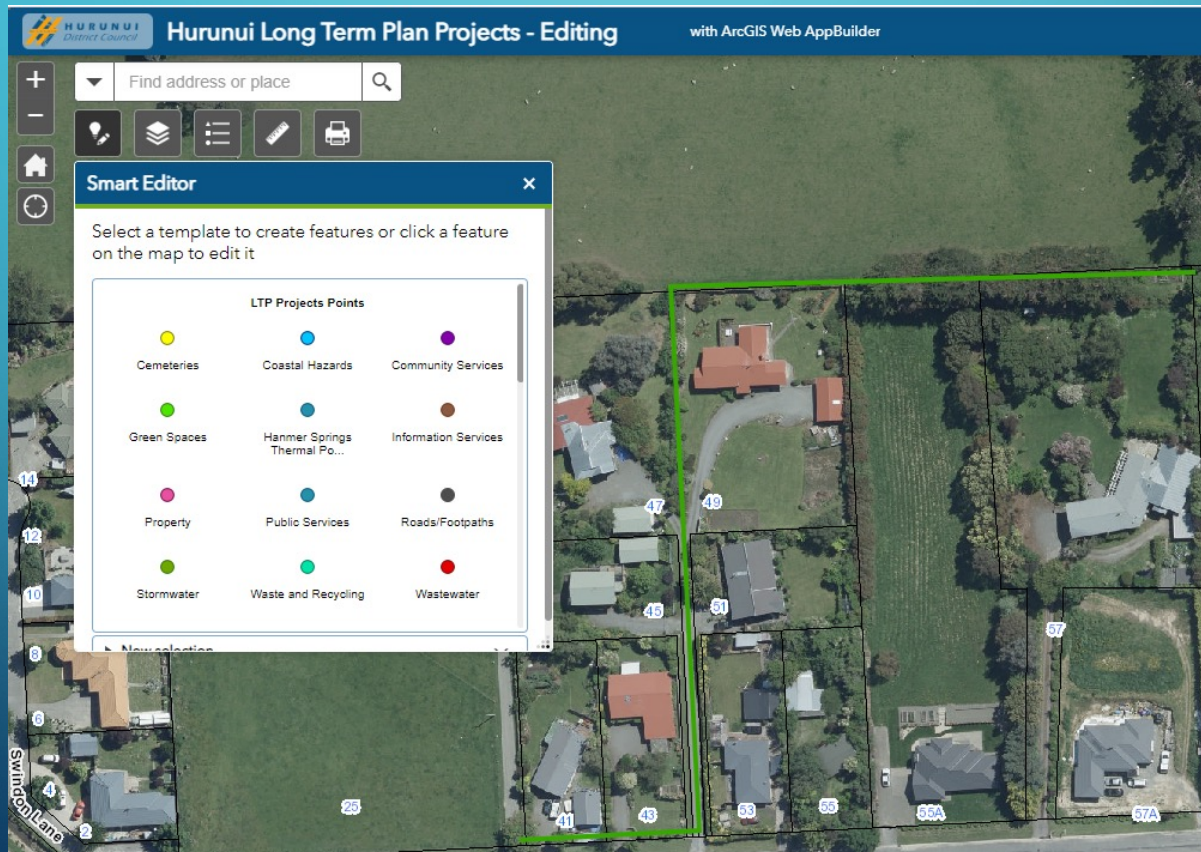 HURUNUI
District Council
Hurunui Long Term Plan Projects - Editing
with ArcGIS Web AppBuilder
Find address or place
Smart Editor
Select a template to create features or click a feature
on the map to edit it
LTP Projects Points
Cemeteries
Coastal Hazards
Community Services
Green Spaces
Hanmer Springs
Thermal Po...
Information Services
Property
Public Services
Roads/Footpaths
Stormwater
Waste and Recycling
Wastewater
New selection
14
12
10
8
6
4
2
Swindon Lane
25
47
49
45
51
41
43
53
55
55A
57
57A